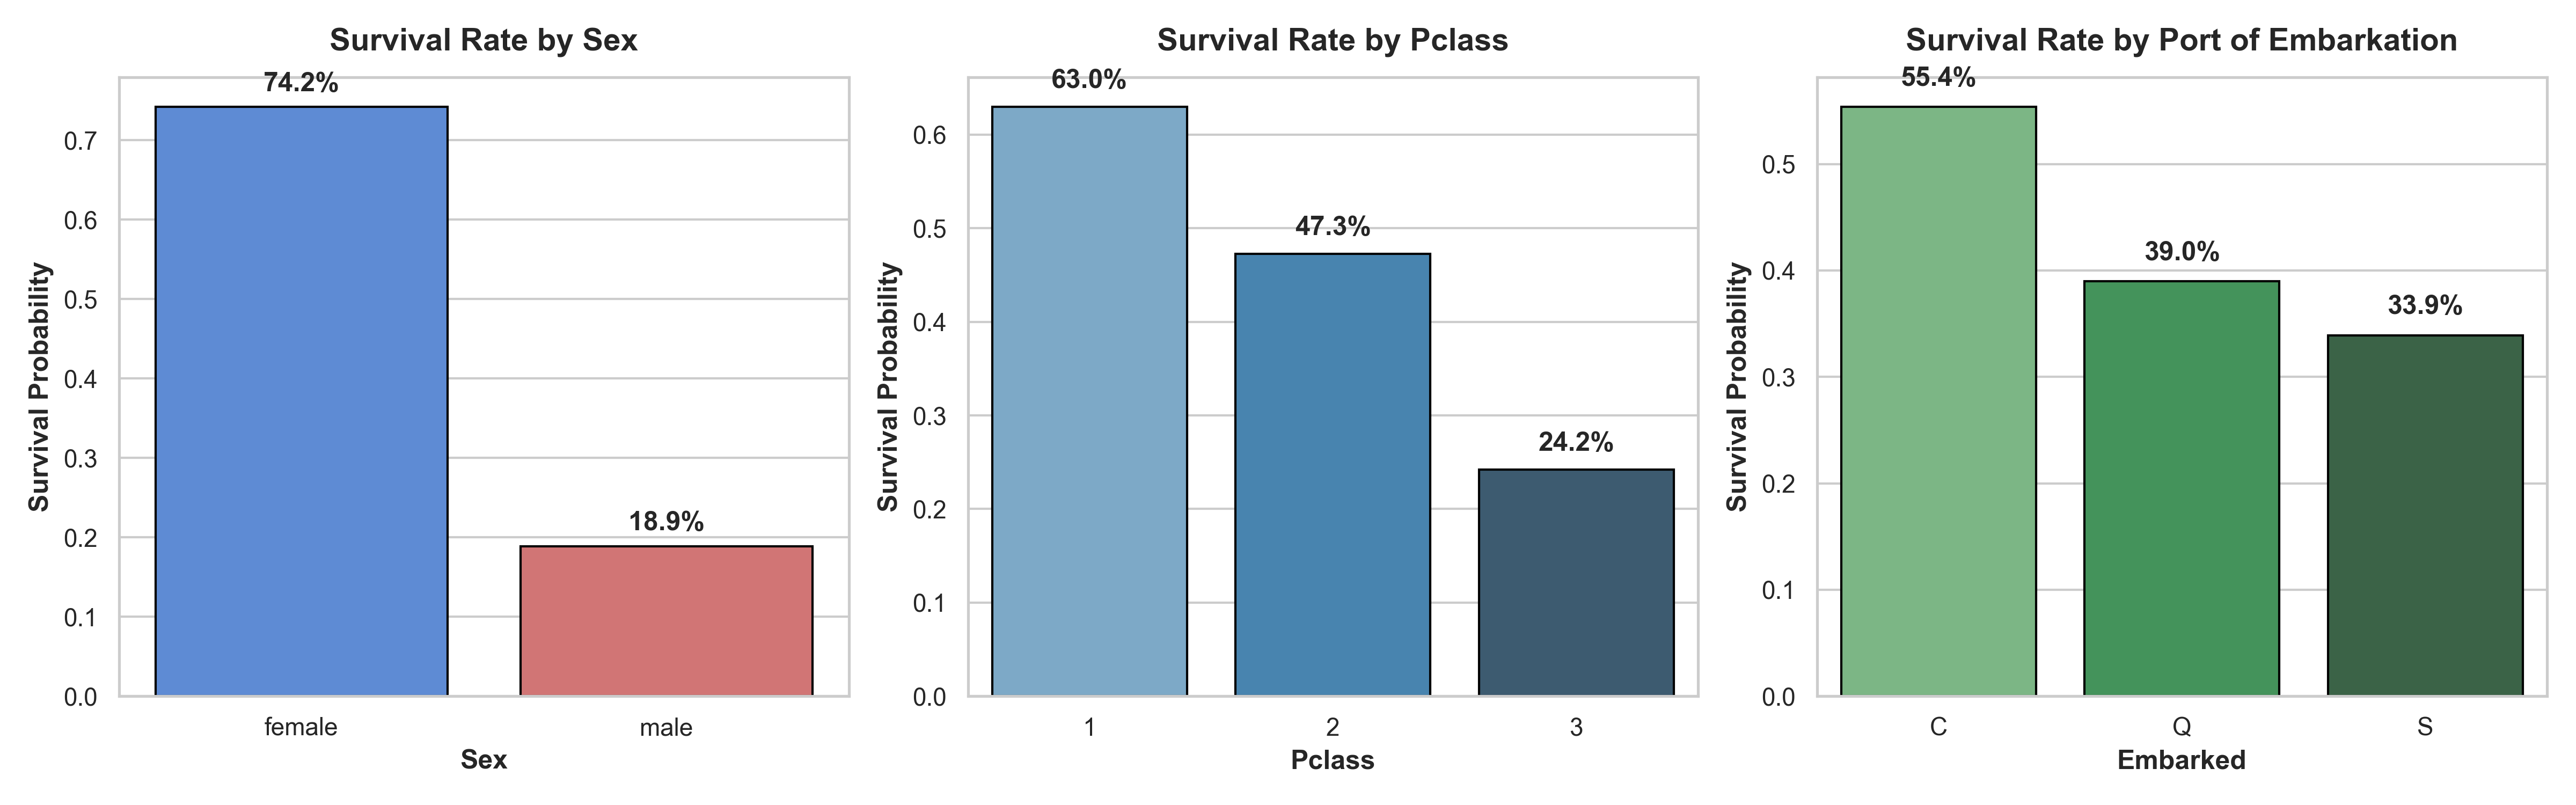 Survival Rate by Sex
74.2%
0.7
0.6
0.5
0.4
0.3
0.2
0.1
0.0
Survival Probability
18.9%
female
male
Sex
Survival Rate by Pclass
63.0%
0.6
0.5
0.4
0.3
0.2
0.1
0.0
Survival Probability
47.3%
24.2%
1
2
3
Pclass
Survival Rate by Port of Embarkation
55.4%
0.5
0.4
0.3
0.2
0.1
0.0
Survival Probability
39.0%
33.9%
C
Q
S
Embarked